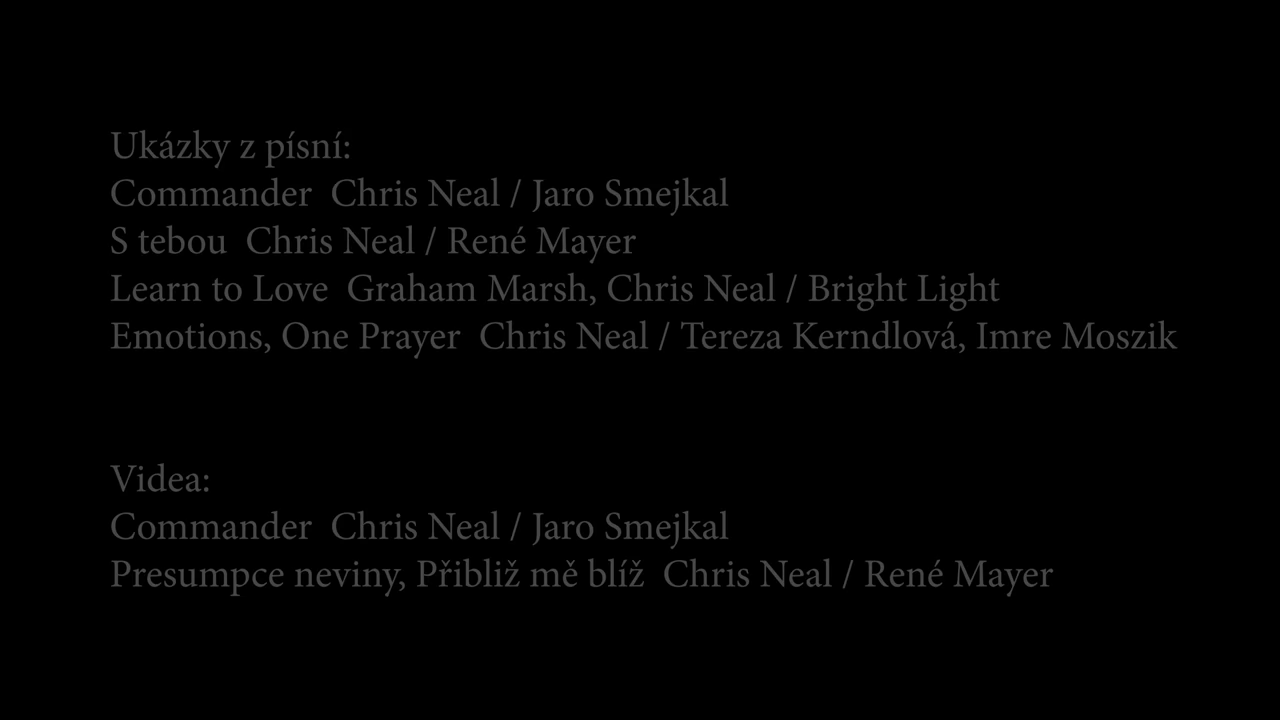 Ukázky z písní:
Commander  Chris Neal / Jaro Smejkal
S tebou  Chris Neal / René Mayer
Learn to Love  Graham Marsh, Chris Neal / Bright Light
Emotions, One Prayer  Chris Neal / Tereza Kerndlová, Imre Moszik
Videa:
Commander  Chris Neal / Jaro Smejkal
Presumpce neviny, Přibliž mě blíž  Chris Neal / René Mayer